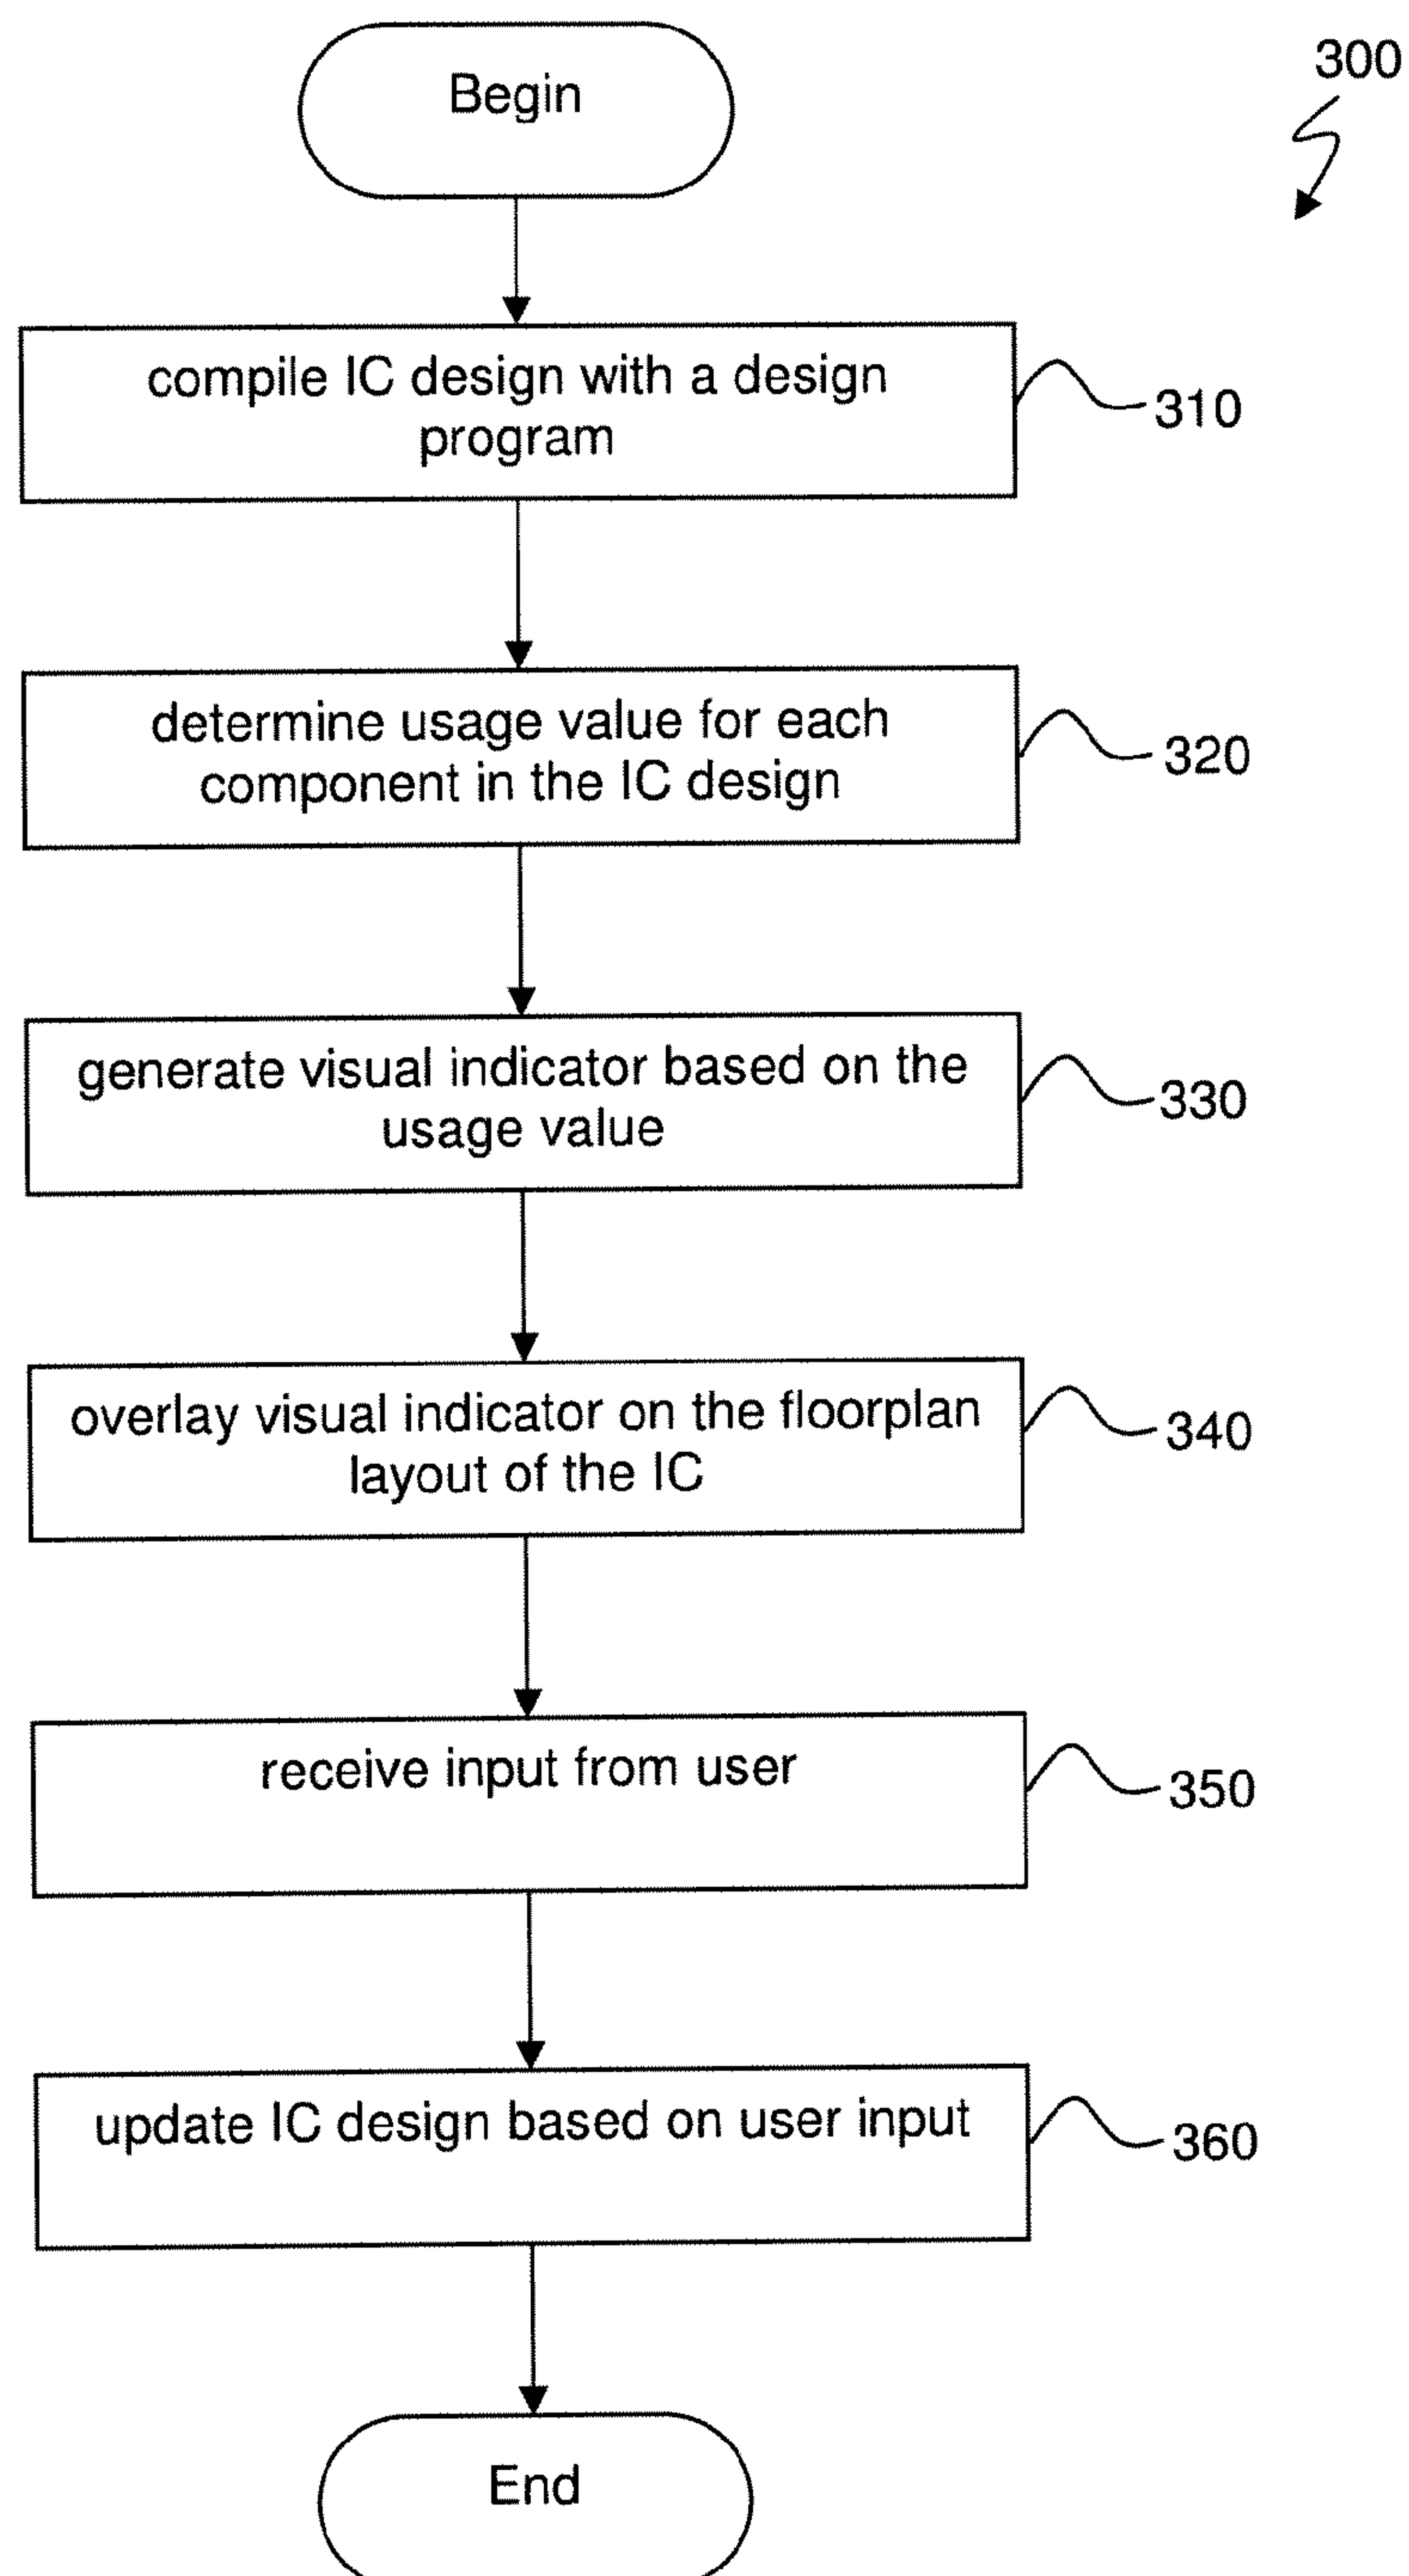 Begin
300
compile IC design with a design
program
310
determine usage value for each
component in the IC design
320
generate visual indicator based on the
usage value
330
overlay visual indicator on the floorplan
layout of the IC
340
receive input from user
350
update IC design based on user input
360
End